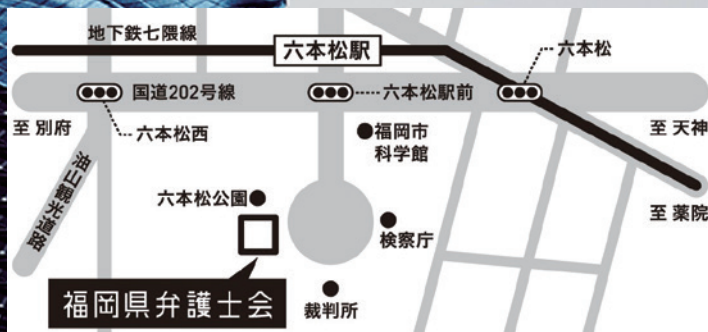 地下鉄七隈線
六本松駅
六本松
国道202号線
六本松駅前
至 別府
六本松西
福岡市
科学館
至 天神
油山観光道路
六本松公園
至 薬院
検察庁
福岡県弁護士会
裁判所